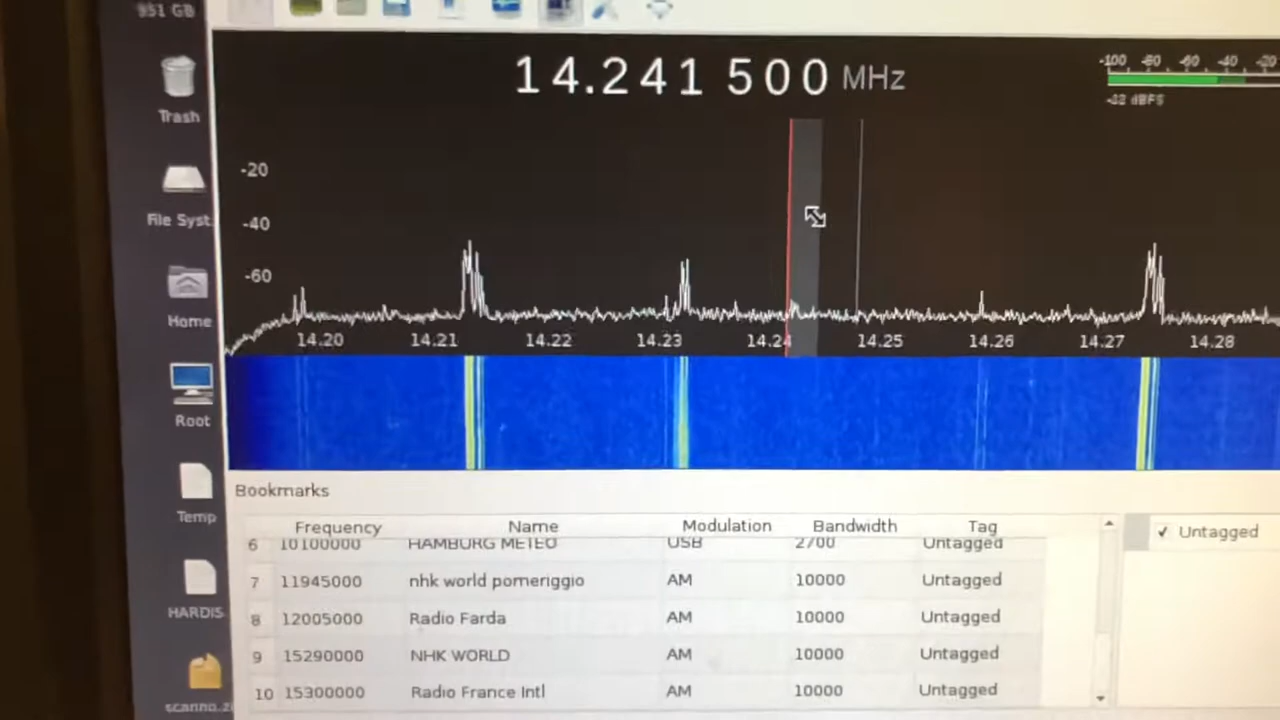 951 GB
14.241 500 MHz
-100 -80 -60 -40 -20
Trash
-20
File Syst
-40
-60
Home
14.20 14.21 14.22 14.23 14.24 14.25 14.26 14.27 14.28
Root
Bookmarks
Temp
Frequency Name Modulation Bandwidth Tag
Untagged
6 10100000 HAMBURG METEO USB 2700 Untagged
7 11945000 nhk world pomeriggio AM 10000 Untagged
HARDIS
8 12005000 Radio Farda AM 10000 Untagged
9 15290000 NHK WORLD AM 10000 Untagged
10 15300000 Radio France Intl AM 10000 Untagged
scanno.zi